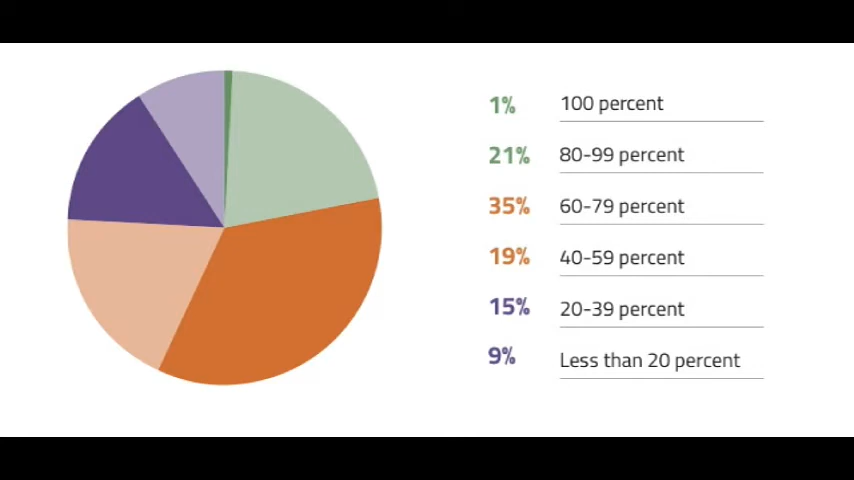 1% 100 percent
21% 80-99 percent
35% 60-79 percent
19% 40-59 percent
15% 20-39 percent
9% Less than 20 percent